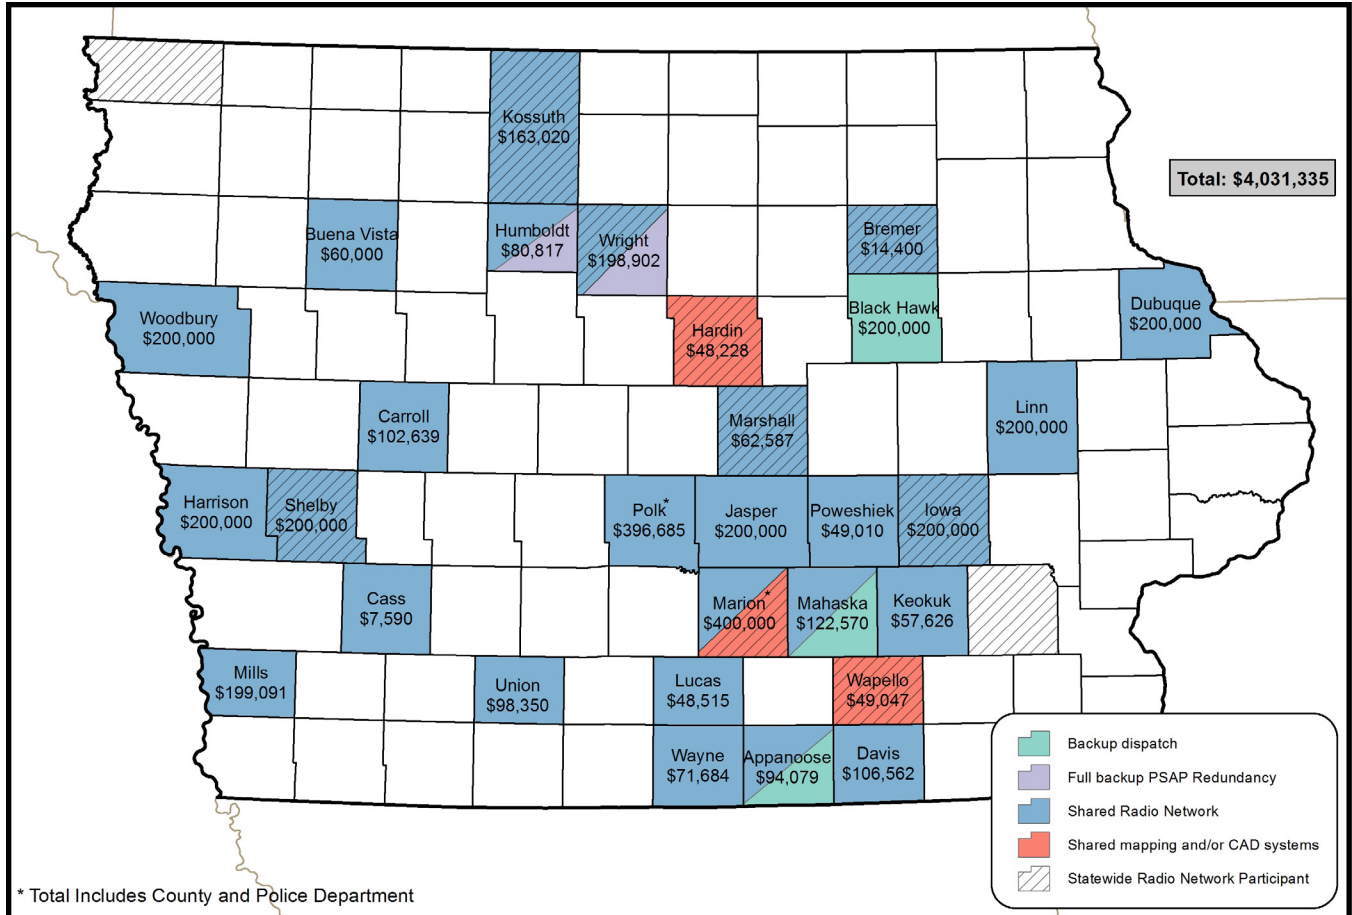 Kossuth
$163,020
Total: $4,031,335
Buena Vista
$60,000
Humboldt
$80,817
Wright
$198,902
Bremer
$14,400
Woodbury
$200,000
Hardin
$48,228
Black Hawk
$200,000
Dubuque
$200,000
Carroll
$102,639
Marshall
$62,587
Linn
$200,000
Harrison
$200,000
Shelby
$200,000
Polk*
$396,685
Jasper
$200,000
Poweshiek
$49,010
Iowa
$200,000
Cass
$7,590
Marion*
$400,000
Mahaska
$122,570
Keokuk
$57,626
Mills
$199,091
Union
$98,350
Lucas
$48,515
Wapello
$49,047
Wayne
$71,684
Appanoose
$94,079
Davis
$106,562
Backup dispatch
Full backup PSAP Redundancy
Shared Radio Network
Shared mapping and/or CAD systems
Statewide Radio Network Participant
* Total Includes County and Police Department